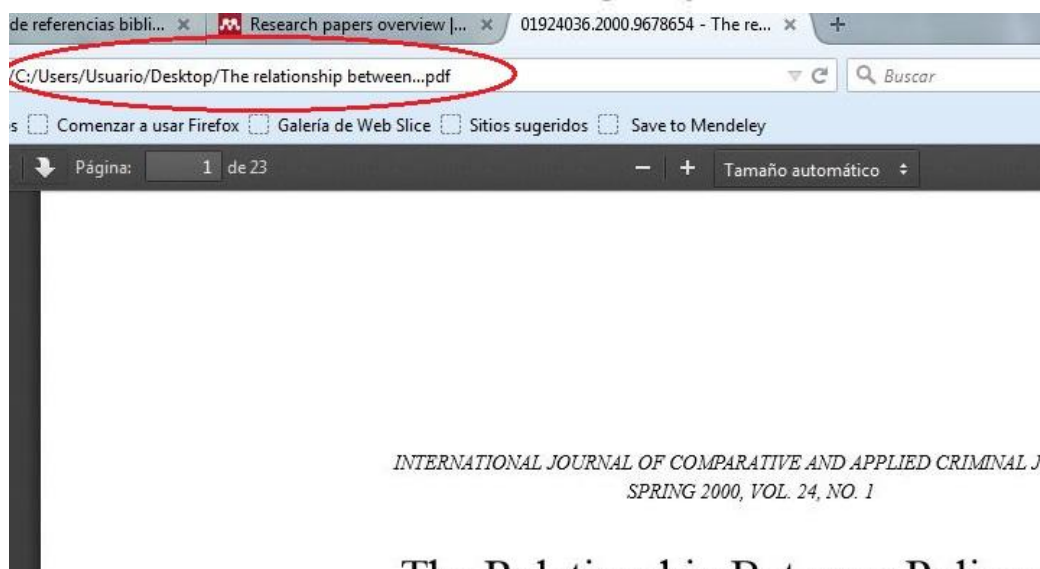 de referencias bibli... × Research papers overview |... × 01924036.2000.9678654 - The re... × +
/C:/Users/Usuario/Desktop/The relationship between...pdf Buscar
s Comenzar a usar Firefox Galería de Web Slice Sitios sugeridos Save to Mendeley
Página: 1 de 23 − + Tamaño automático
INTERNATIONAL JOURNAL OF COMPARATIVE AND APPLIED CRIMINAL J
SPRING 2000, VOL. 24, NO. 1
The Relationship Between Polic